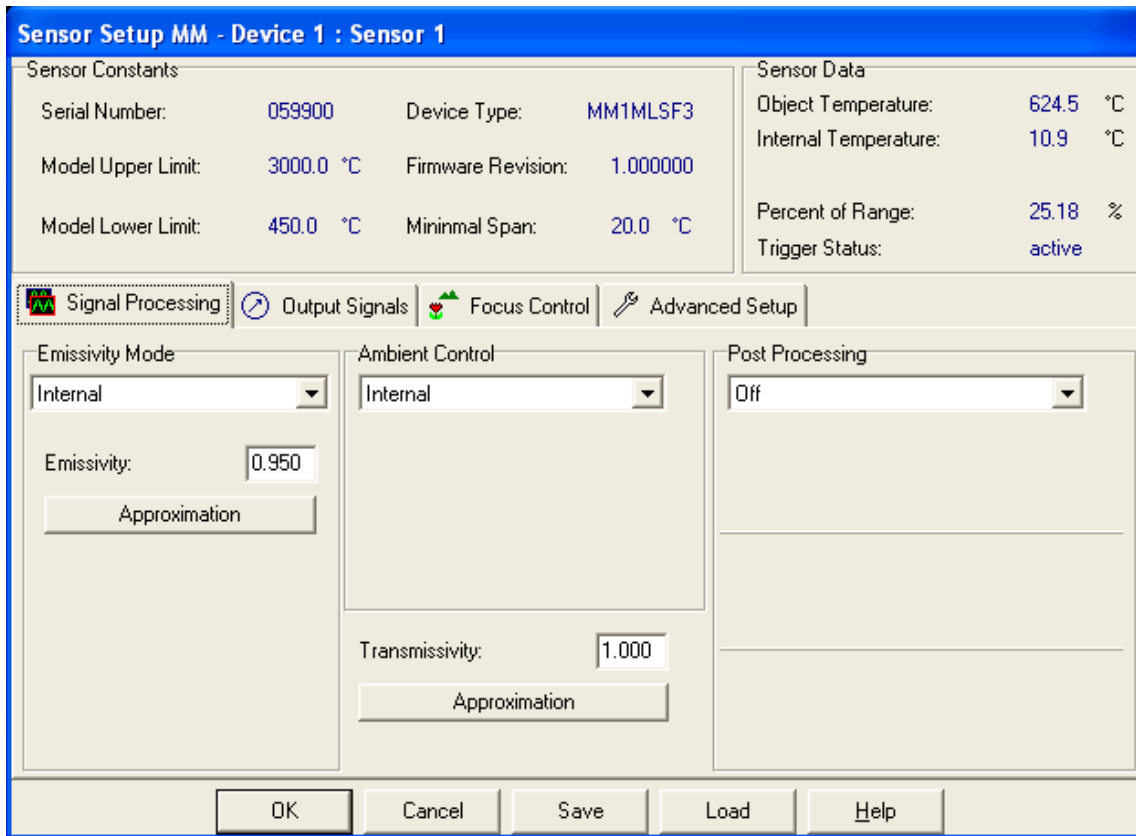 Sensor Setup MM - Device 1 : Sensor 1
Sensor Constants
Serial Number: 059900 Device Type: MM1MLSF3
Model Upper Limit: 3000.0 °C Firmware Revision: 1.000000
Model Lower Limit: 450.0 °C Mininmal Span: 20.0 °C
Sensor Data
Object Temperature: 624.5 °C
Internal Temperature: 10.9 °C
Percent of Range: 25.18 %
Trigger Status: active
Signal Processing Output Signals Focus Control Advanced Setup
Emissivity Mode
Internal
Emissivity: 0.950
Approximation
Ambient Control
Internal
Transmissivity: 1.000
Approximation
Post Processing
Off
OK Cancel Save Load Help